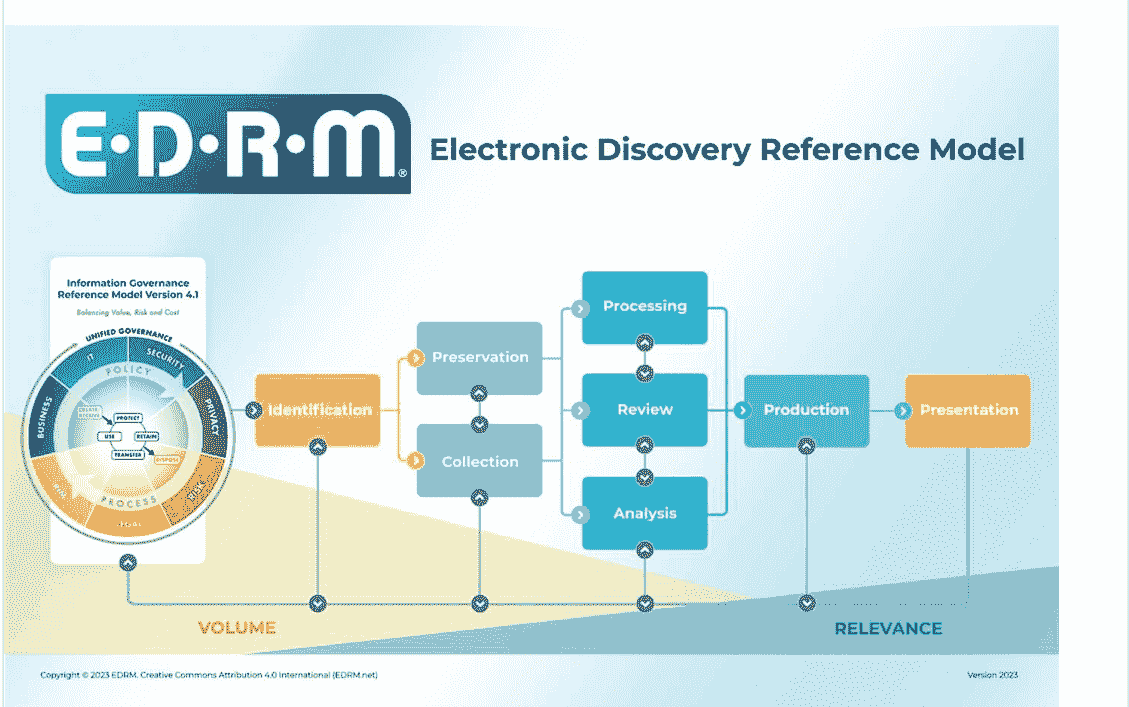 E·D·R·M®
Electronic Discovery Reference Model
Information Governance
Reference Model Version 4.1
Balancing Value, Risk and Cost
UNIFIED GOVERNANCE
IT
SECURITY
POLICY
BUSINESS
PRIVACY
CREATE
RECEIVE
PROTECT
USE
RETAIN
TRANSFER
DISPOSE
PROCESS
RISK
Identification
Preservation
Collection
Processing
Review
Analysis
Production
Presentation
VOLUME
RELEVANCE
Copyright © 2023 EDRM. Creative Commons Attribution 4.0 International (EDRM.net)
Version 2023